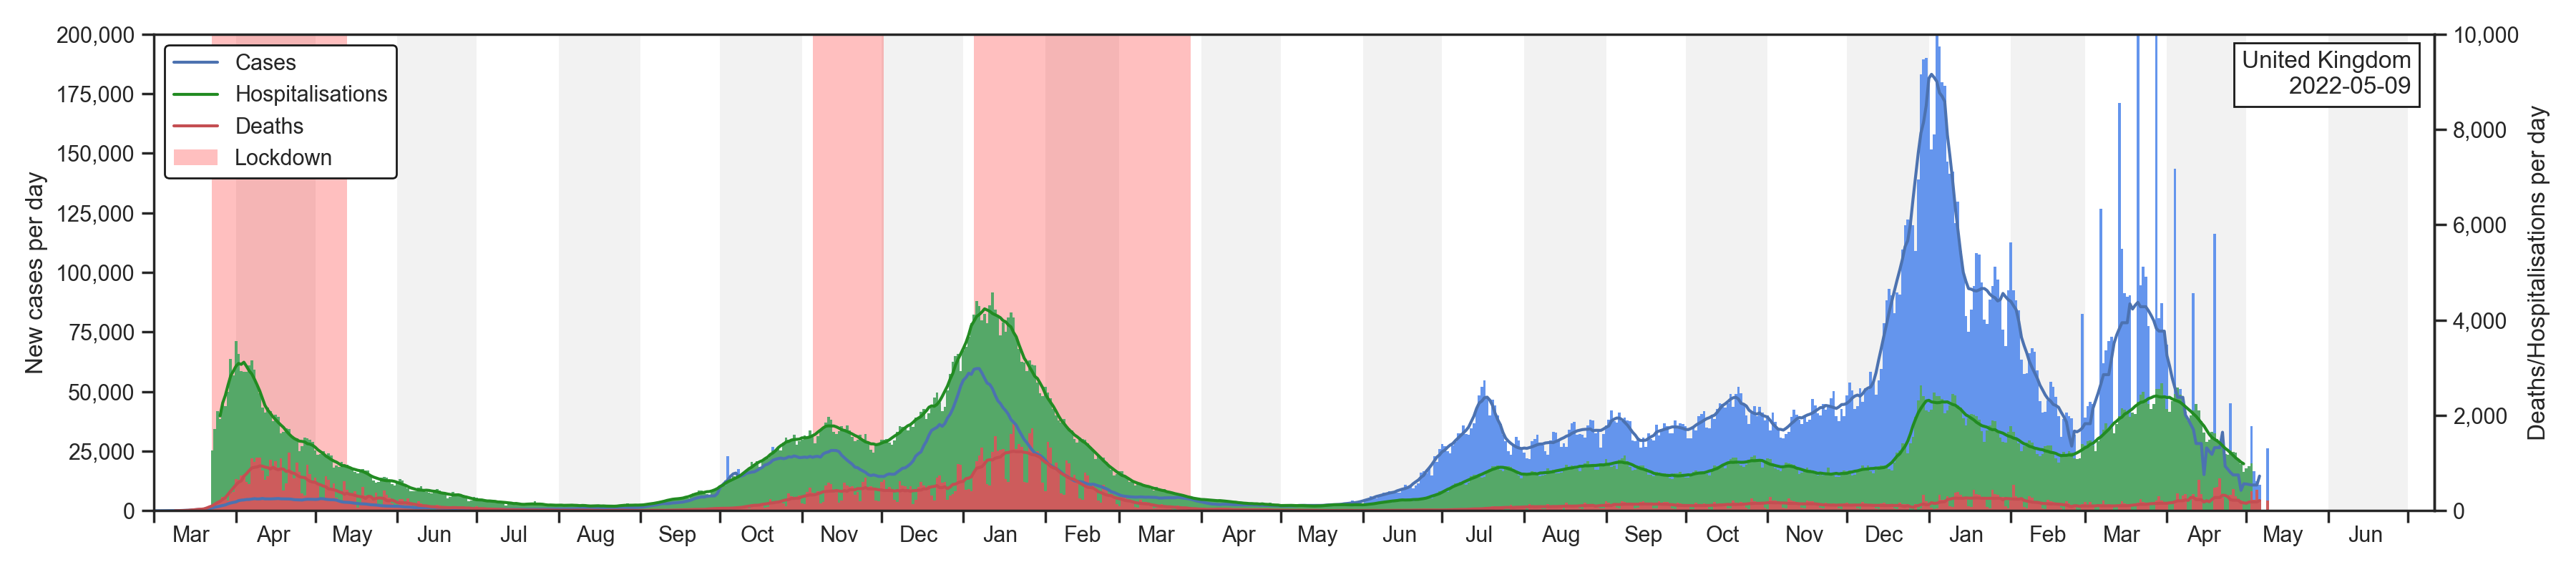 200,000
175,000
150,000
125,000
100,000
75,000
50,000
25,000
0
New cases per day
Cases
Hospitalisations
Deaths
Lockdown
United Kingdom
2022-05-09
10,000
8,000
6,000
4,000
2,000
0
Deaths/Hospitalisations per day
Mar Apr May Jun Jul Aug Sep Oct Nov Dec Jan Feb Mar Apr May Jun Jul Aug Sep Oct Nov Dec Jan Feb Mar Apr May Jun